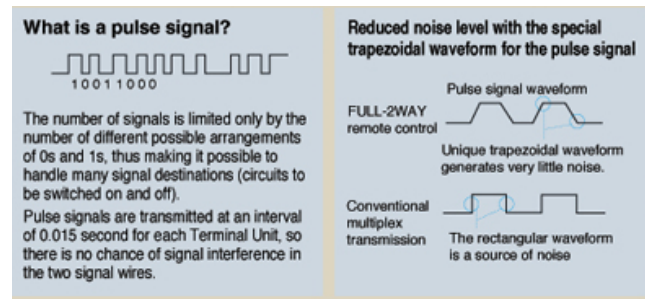 What is a pulse signal?
10011000
The number of signals is limited only by the
number of different possible arrangements
of 0s and 1s, thus making it possible to
handle many signal destinations (circuits to
be switched on and off).
Pulse signals are transmitted at an interval
of 0.015 second for each Terminal Unit, so
there is no chance of signal interference in
the two signal wires.
Reduced noise level with the special
trapezoidal waveform for the pulse signal
Pulse signal waveform
FULL-2WAY
remote control
Unique trapezoidal waveform
generates very little noise.
Conventional
multiplex
transmission
The rectangular waveform
is a source of noise